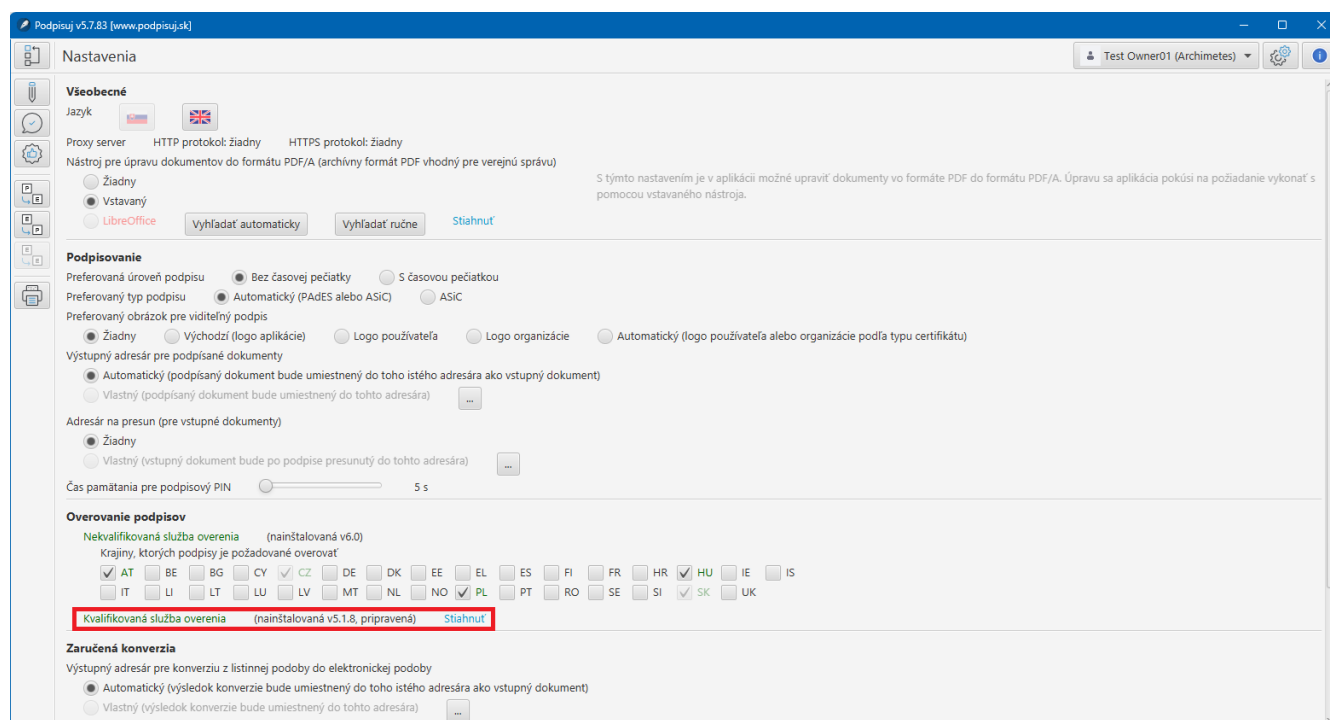 Podpisuj v5.7.83 [www.podpisuj.sk]
Nastavenia Test Owner01 (Archimetes)
Všeobecné
Jazyk
Proxy server HTTP protokol: žiadny HTTPS protokol: žiadny
Nástroj pre úpravu dokumentov do formátu PDF/A (archívny formát PDF vhodný pre verejnú správu)
Žiadny
S týmto nastavením je v aplikácii možné upraviť dokumenty vo formáte PDF do formátu PDF/A. Úpravu sa aplikácia pokúsi na požiadanie vykonať s
pomocou vstavaného nástroja.
Vstavaný
LibreOffice Vyhľadať automaticky Vyhľadať ručne Stiahnuť
Podpisovanie
Preferovaná úroveň podpisu Bez časovej pečiatky S časovou pečiatkou
Preferovaný typ podpisu Automatický (PAdES alebo ASiC) ASiC
Preferovaný obrázok pre viditeľný podpis
Žiadny Východzí (logo aplikácie) Logo používateľa Logo organizácie Automatický (logo používateľa alebo organizácie podľa typu certifikátu)
Výstupný adresár pre podpísané dokumenty
Automatický (podpísaný dokument bude umiestnený do toho istého adresára ako vstupný dokument)
Vlastný (podpísaný dokument bude umiestnený do tohto adresára) ...
Adresár na presun (pre vstupné dokumenty)
Žiadny
Vlastný (vstupný dokument bude po podpise presunutý do tohto adresára) ...
Čas pamätania pre podpisový PIN 5 s
Overovanie podpisov
Nekvalifikovaná služba overenia (nainštalovaná v6.0)
Krajiny, ktorých podpisy je požadované overovať
AT BE BG CY CZ DE DK EE EL ES FI FR HR HU IE IS
IT LI LT LU LV MT NL NO PL PT RO SE SI SK UK
Kvalifikovaná služba overenia (nainštalovaná v5.1.8, pripravená) Stiahnuť
Zaručená konverzia
Výstupný adresár pre konverziu z listinnej podoby do elektronickej podoby
Automatický (výsledok konverzie bude umiestnený do toho istého adresára ako vstupný dokument)
Vlastný (výsledok konverzie bude umiestnený do tohto adresára) ...